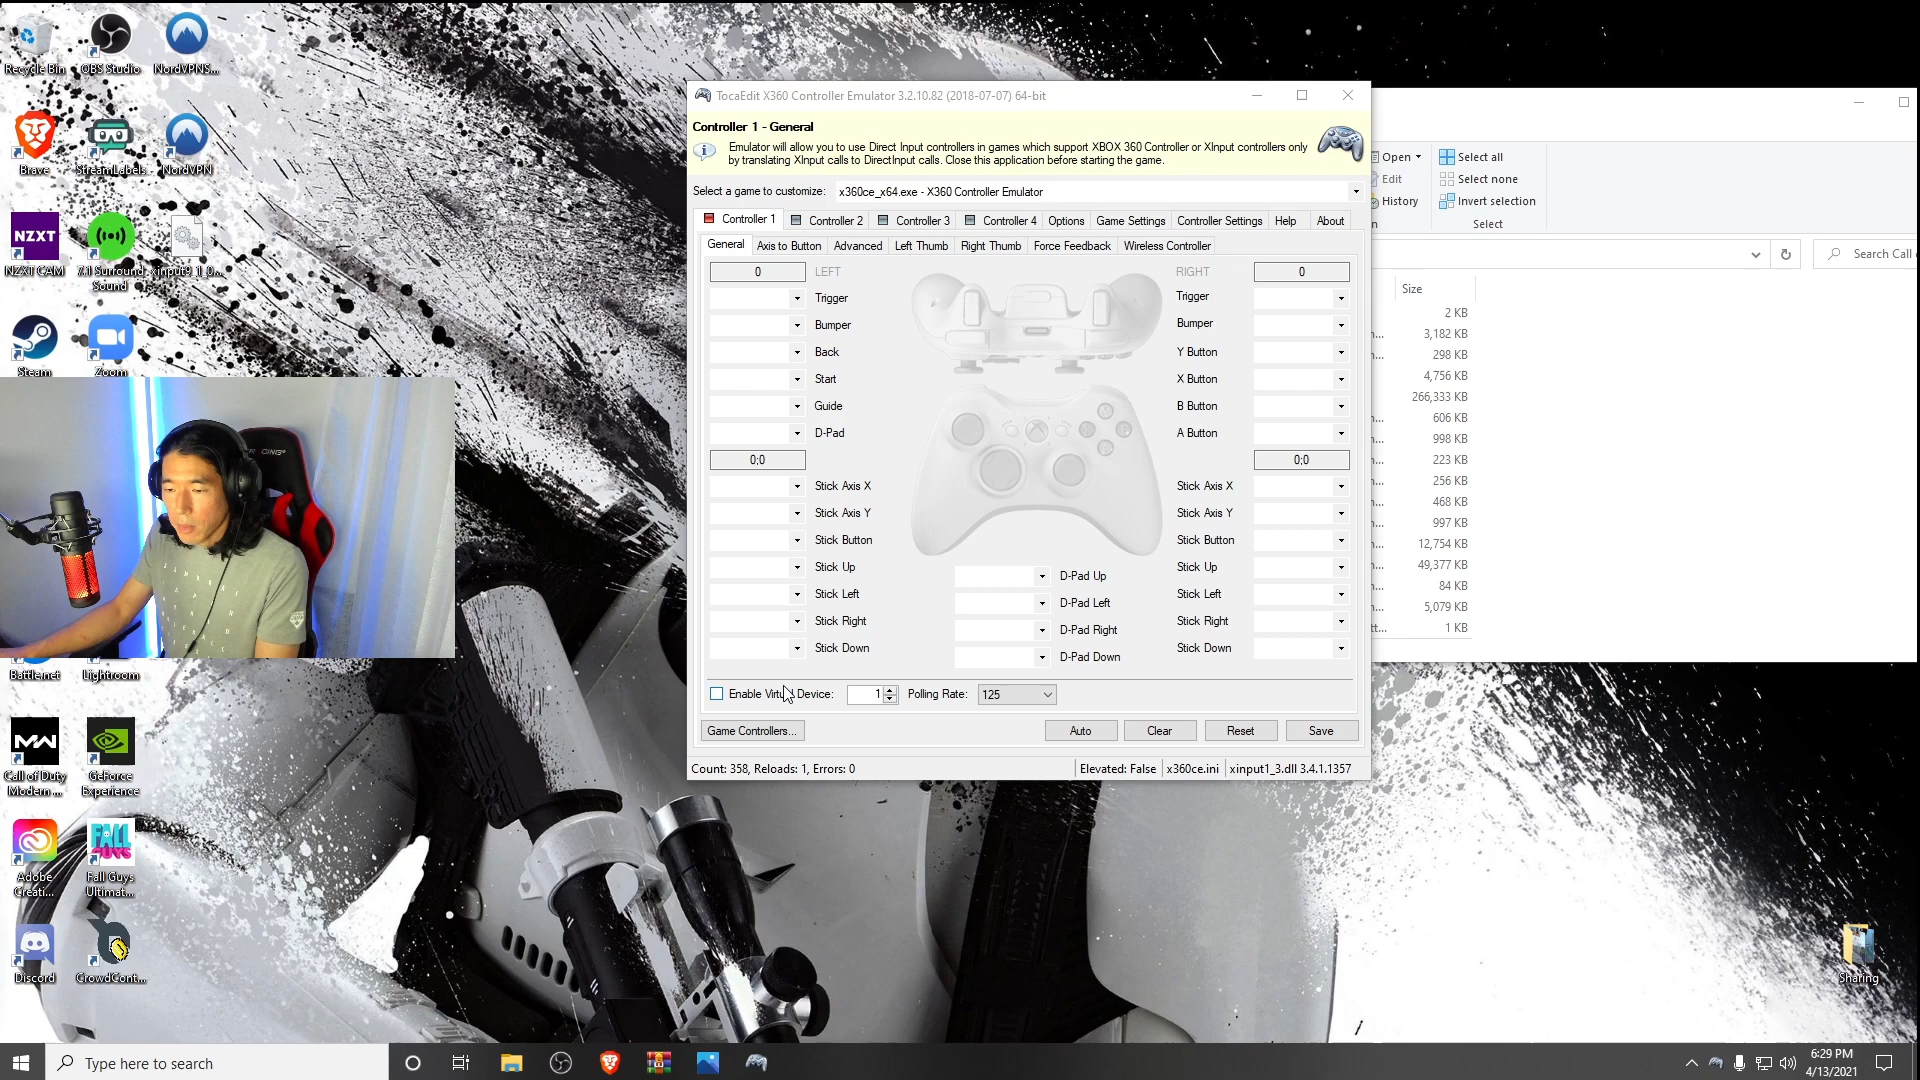 Recycle Bin
OBS Studio
NordVPNS...
Brave
StreamLabels
NordVPN
NZXT
NZXT CAM
7.1 Surround Sound
xinput9_1_0...
Steam
Zoom
Battle.net
Lightroom
Call of Duty Modern ...
GeForce Experience
Adobe Creati...
FALL GUYS
Fall Guys Ultimat...
Discord
CrowdCont...
TocaEdit X360 Controller Emulator 3.2.10.82 (2018-07-07) 64-bit
Controller 1 - General
Emulator will allow you to use Direct Input controllers in games which support XBOX 360 Controller or XInput controllers only
by translating XInput calls to DirectInput calls. Close this application before starting the game.
Select a game to customize: x360ce_x64.exe - X360 Controller Emulator
Controller 1 Controller 2 Controller 3 Controller 4 Options Game Settings Controller Settings Help About
General Axis to Button Advanced Left Thumb Right Thumb Force Feedback Wireless Controller
0 LEFT RIGHT 0
Trigger Trigger
Bumper Bumper
Back Y Button
Start X Button
Guide B Button
D-Pad A Button
0;0 0;0
Stick Axis X Stick Axis X
Stick Axis Y Stick Axis Y
Stick Button Stick Button
Stick Up D-Pad Up Stick Up
Stick Left D-Pad Left Stick Left
Stick Right D-Pad Right Stick Right
Stick Down D-Pad Down Stick Down
Enable Virtual Device: 1 Polling Rate: 125
Game Controllers... Auto Clear Reset Save
Count: 358, Reloads: 1, Errors: 0 Elevated: False x360ce.ini xinput1_3.dll 3.4.1.1357
Open Select all
Edit Select none
History Invert selection
Select
Search Call
Size
2 KB
3,182 KB
298 KB
4,756 KB
266,333 KB
606 KB
998 KB
223 KB
256 KB
468 KB
997 KB
12,754 KB
49,377 KB
84 KB
5,079 KB
1 KB
Sharing
Type here to search
6:29 PM
4/13/2021